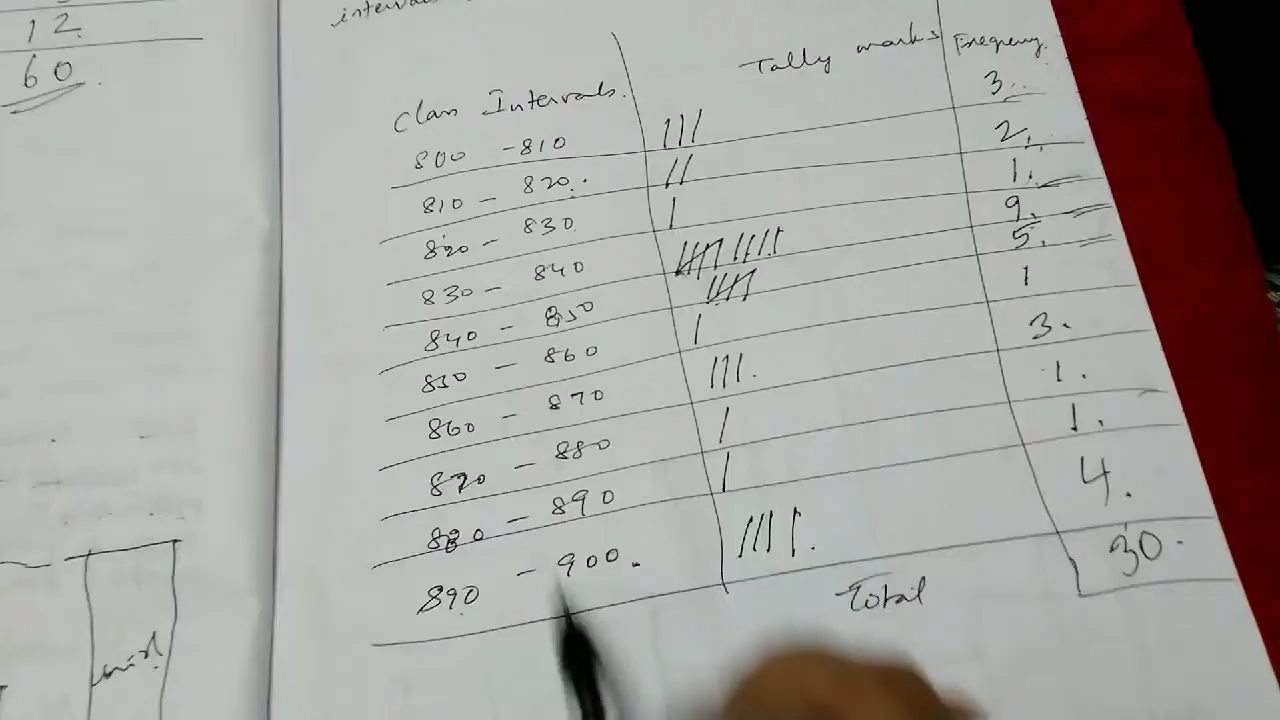 12
60
intervals
Class Intervals. Tally marks Frequency.
800 - 810 ||| 3.
810 - 820. || 2.
820 - 830. | 1.
830 - 840 |||| |||| 9.
840 - 850 |||| 5.
850 - 860 | 1
860 - 870 |||. 3.
870 - 880 | 1.
880 - 890 | 1.
890 - 900. ||||. 4.
Total 30.